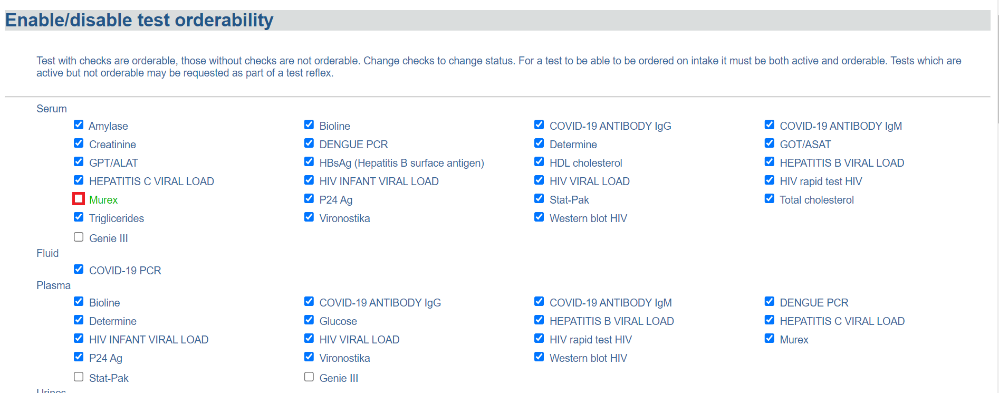 Enable/disable test orderability
Test with checks are orderable, those without checks are not orderable. Change checks to change status. For a test to be able to be ordered on intake it must be both active and orderable. Tests which are
active but not orderable may be requested as part of a test reflex.
Serum
Amylase Bioline COVID-19 ANTIBODY IgG COVID-19 ANTIBODY IgM
Creatinine DENGUE PCR Determine GOT/ASAT
GPT/ALAT HBsAg (Hepatitis B surface antigen) HDL cholesterol HEPATITIS B VIRAL LOAD
HEPATITIS C VIRAL LOAD HIV INFANT VIRAL LOAD HIV VIRAL LOAD HIV rapid test HIV
Murex P24 Ag Stat-Pak Total cholesterol
Triglicerides Vironostika Western blot HIV
Genie III
Fluid
COVID-19 PCR
Plasma
Bioline COVID-19 ANTIBODY IgG COVID-19 ANTIBODY IgM DENGUE PCR
Determine Glucose HEPATITIS B VIRAL LOAD HEPATITIS C VIRAL LOAD
HIV INFANT VIRAL LOAD HIV VIRAL LOAD HIV rapid test HIV Murex
P24 Ag Vironostika Western blot HIV
Stat-Pak Genie III
Urines